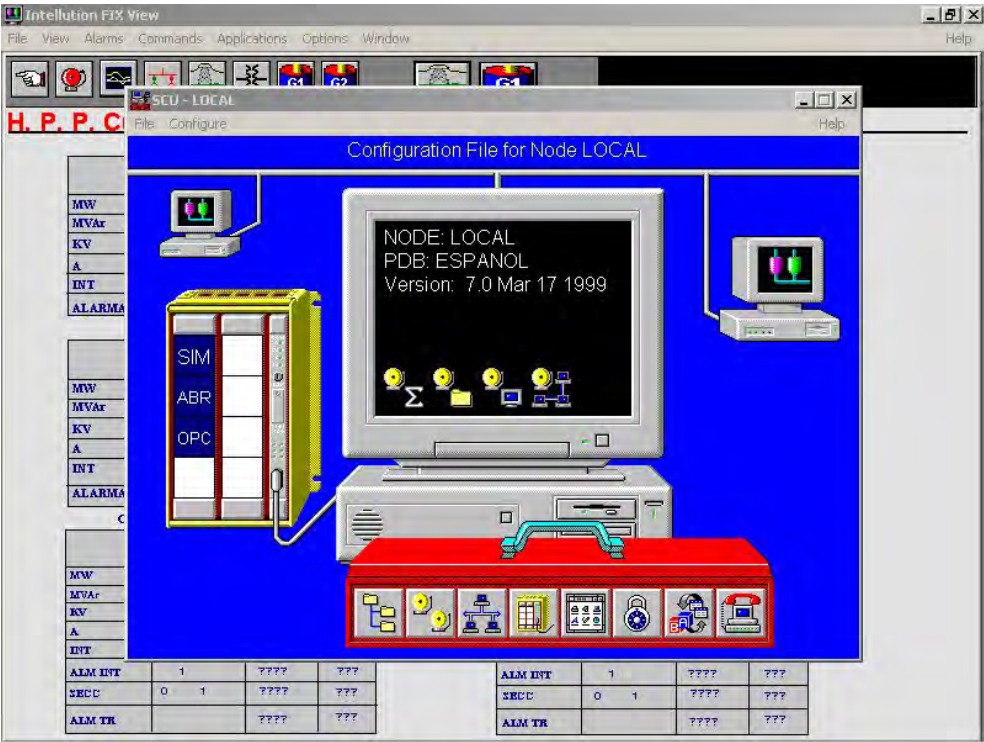 Intellution FIX View
File View Alarms Commands Applications Options Window Help
G1 G2 G1
SCU - LOCAL
H. P. P. C
File Configure Help
Configuration File for Node LOCAL
NODE: LOCAL
PDB: ESPANOL
Version: 7.0 Mar 17 1999
SIM
ABR
OPC
MW
MVAr
KV
A
INT
ALARMA
MW
MVAr
KV
A
INT
ALARMA
C
MW
MVAr
KV
A
INT
ALM INT 1 ???? ??? ALM INT 1 ???? ???
SECC 0 1 ???? ??? SECC 0 1 ???? ???
ALM TR ???? ??? ALM TR ???? ???